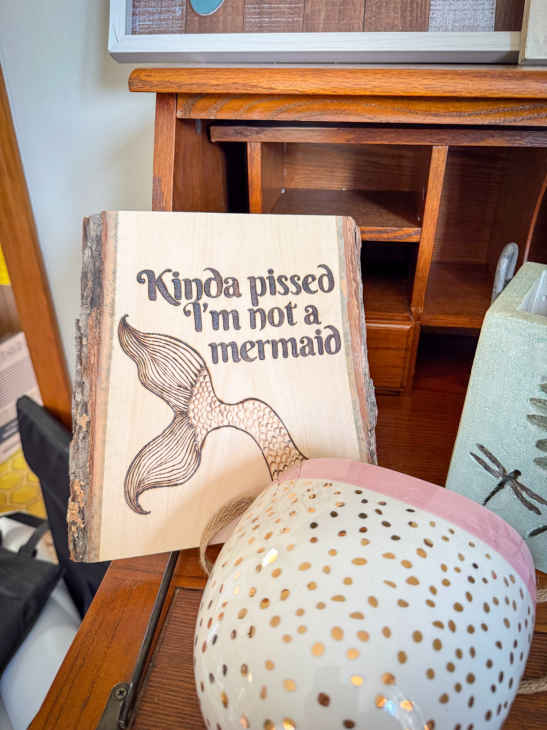 Kinda pissed
I'm not a
mermaid